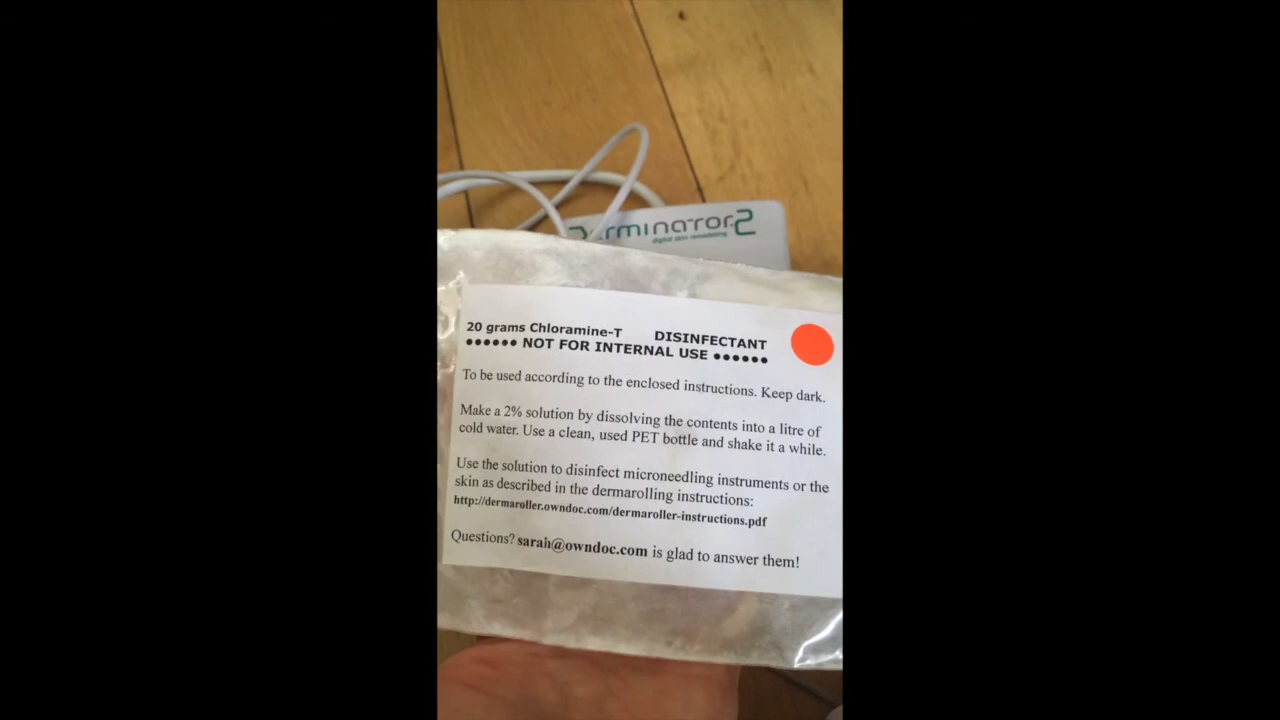 Derminator2
digital skin remodeling
20 grams Chloramine-T DISINFECTANT
●●●●●● NOT FOR INTERNAL USE ●●●●●●
To be used according to the enclosed instructions. Keep dark.
Make a 2% solution by dissolving the contents into a litre of
cold water. Use a clean, used PET bottle and shake it a while.
Use the solution to disinfect microneedling instruments or the
skin as described in the dermarolling instructions:
http://dermaroller.owndoc.com/dermaroller-instructions.pdf
Questions? sarah@owndoc.com is glad to answer them!